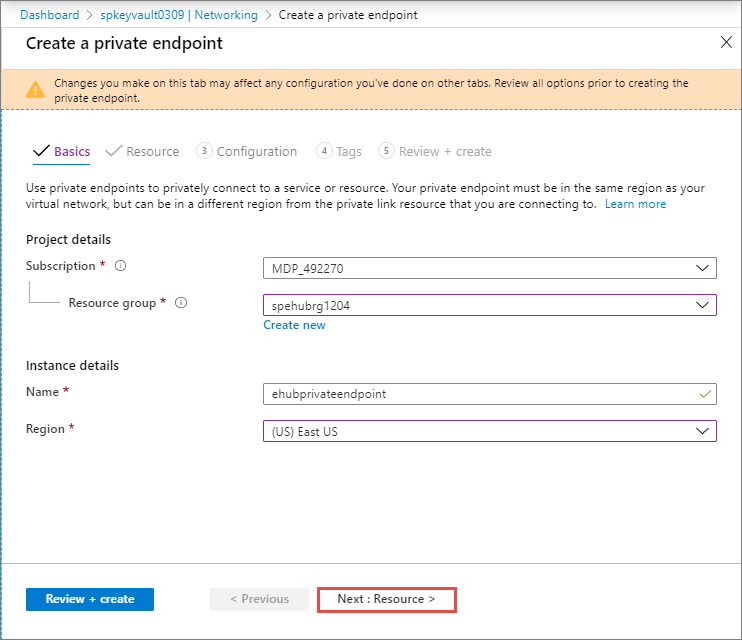 Dashboard > spkeyvault0309 | Networking > Create a private endpoint
Create a private endpoint
Changes you make on this tab may affect any configuration you've done on other tabs. Review all options prior to creating the
private endpoint.
Basics Resource 3 Configuration 4 Tags 5 Review + create
Use private endpoints to privately connect to a service or resource. Your private endpoint must be in the same region as your
virtual network, but can be in a different region from the private link resource that you are connecting to. Learn more
Project details
Subscription * MDP_492270
Resource group * spehubrg1204
Create new
Instance details
Name * ehubprivateendpoint
Region * (US) East US
Review + create < Previous Next : Resource >